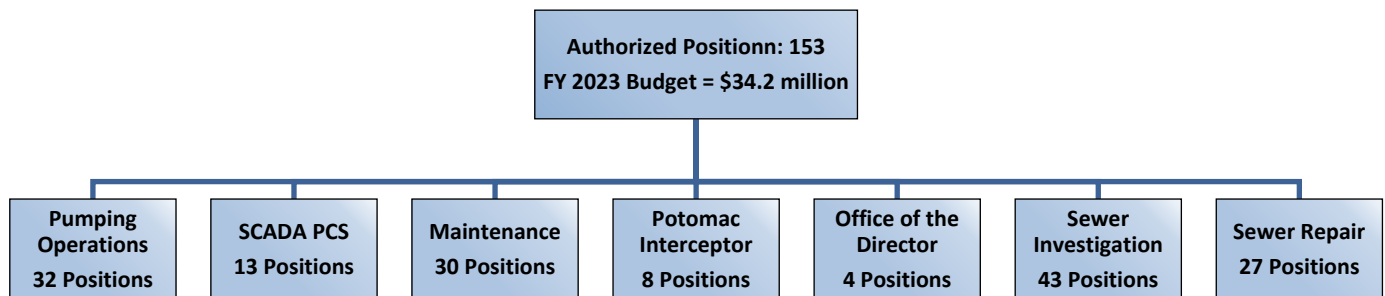 Authorized Positionn: 153
FY 2023 Budget = $34.2 million
Pumping
Operations
32 Positions
SCADA PCS
13 Positions
Maintenance
30 Positions
Potomac
Interceptor
8 Positions
Office of the
Director
4 Positions
Sewer
Investigation
43 Positions
Sewer Repair
27 Positions